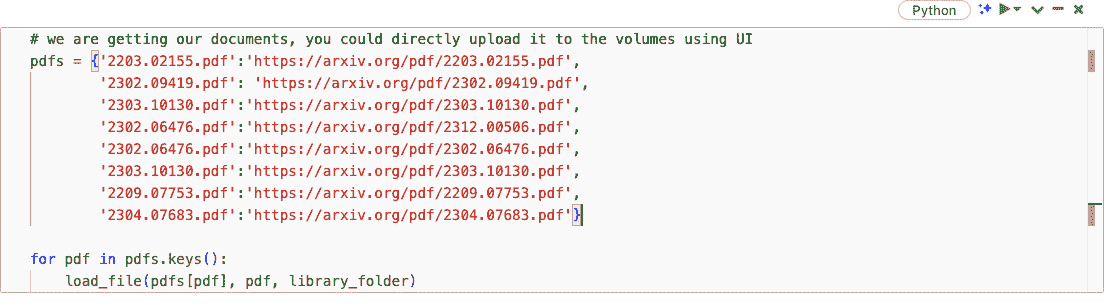 Python
# we are getting our documents, you could directly upload it to the volumes using UI
pdfs = {'2203.02155.pdf':'https://arxiv.org/pdf/2203.02155.pdf',
'2302.09419.pdf': 'https://arxiv.org/pdf/2302.09419.pdf',
'2303.10130.pdf':'https://arxiv.org/pdf/2303.10130.pdf',
'2302.06476.pdf':'https://arxiv.org/pdf/2312.00506.pdf',
'2302.06476.pdf':'https://arxiv.org/pdf/2302.06476.pdf',
'2303.10130.pdf':'https://arxiv.org/pdf/2303.10130.pdf',
'2209.07753.pdf':'https://arxiv.org/pdf/2209.07753.pdf',
'2304.07683.pdf':'https://arxiv.org/pdf/2304.07683.pdf'}
for pdf in pdfs.keys():
load_file(pdfs[pdf], pdf, library_folder)